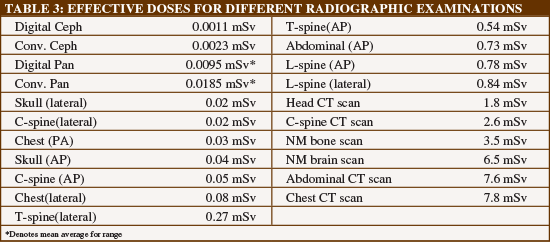 TABLE 3: EFFECTIVE DOSES FOR DIFFERENT RADIOGRAPHIC EXAMINATIONS
Digital Ceph 0.0011 mSv T-spine(AP) 0.54 mSv
Conv. Ceph 0.0023 mSv Abdominal (AP) 0.73 mSv
Digital Pan 0.0095 mSv* L-spine (AP) 0.78 mSv
Conv. Pan 0.0185 mSv* L-spine (lateral) 0.84 mSv
Skull (lateral) 0.02 mSv Head CT scan 1.8 mSv
C-spine(lateral) 0.02 mSv C-spine CT scan 2.6 mSv
Chest (PA) 0.03 mSv NM bone scan 3.5 mSv
Skull (AP) 0.04 mSv NM brain scan 6.5 mSv
C-spine (AP) 0.05 mSv Abdominal CT scan 7.6 mSv
Chest(lateral) 0.08 mSv Chest CT scan 7.8 mSv
T-spine(lateral) 0.27 mSv
*Denotes mean average for range